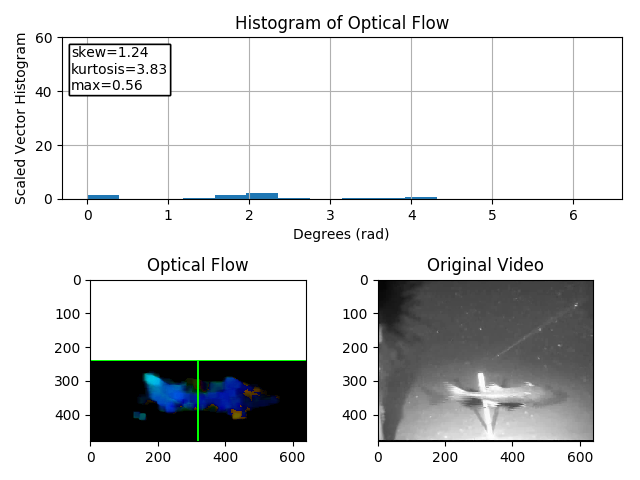 Histogram of Optical Flow
Scaled Vector Histogram
60
40
20
0
skew=1.24
kurtosis=3.83
max=0.56
0 1 2 3 4 5 6
Degrees (rad)
Optical Flow
0
100
200
300
400
0 200 400 600
Original Video
0
100
200
300
400
0 200 400 600